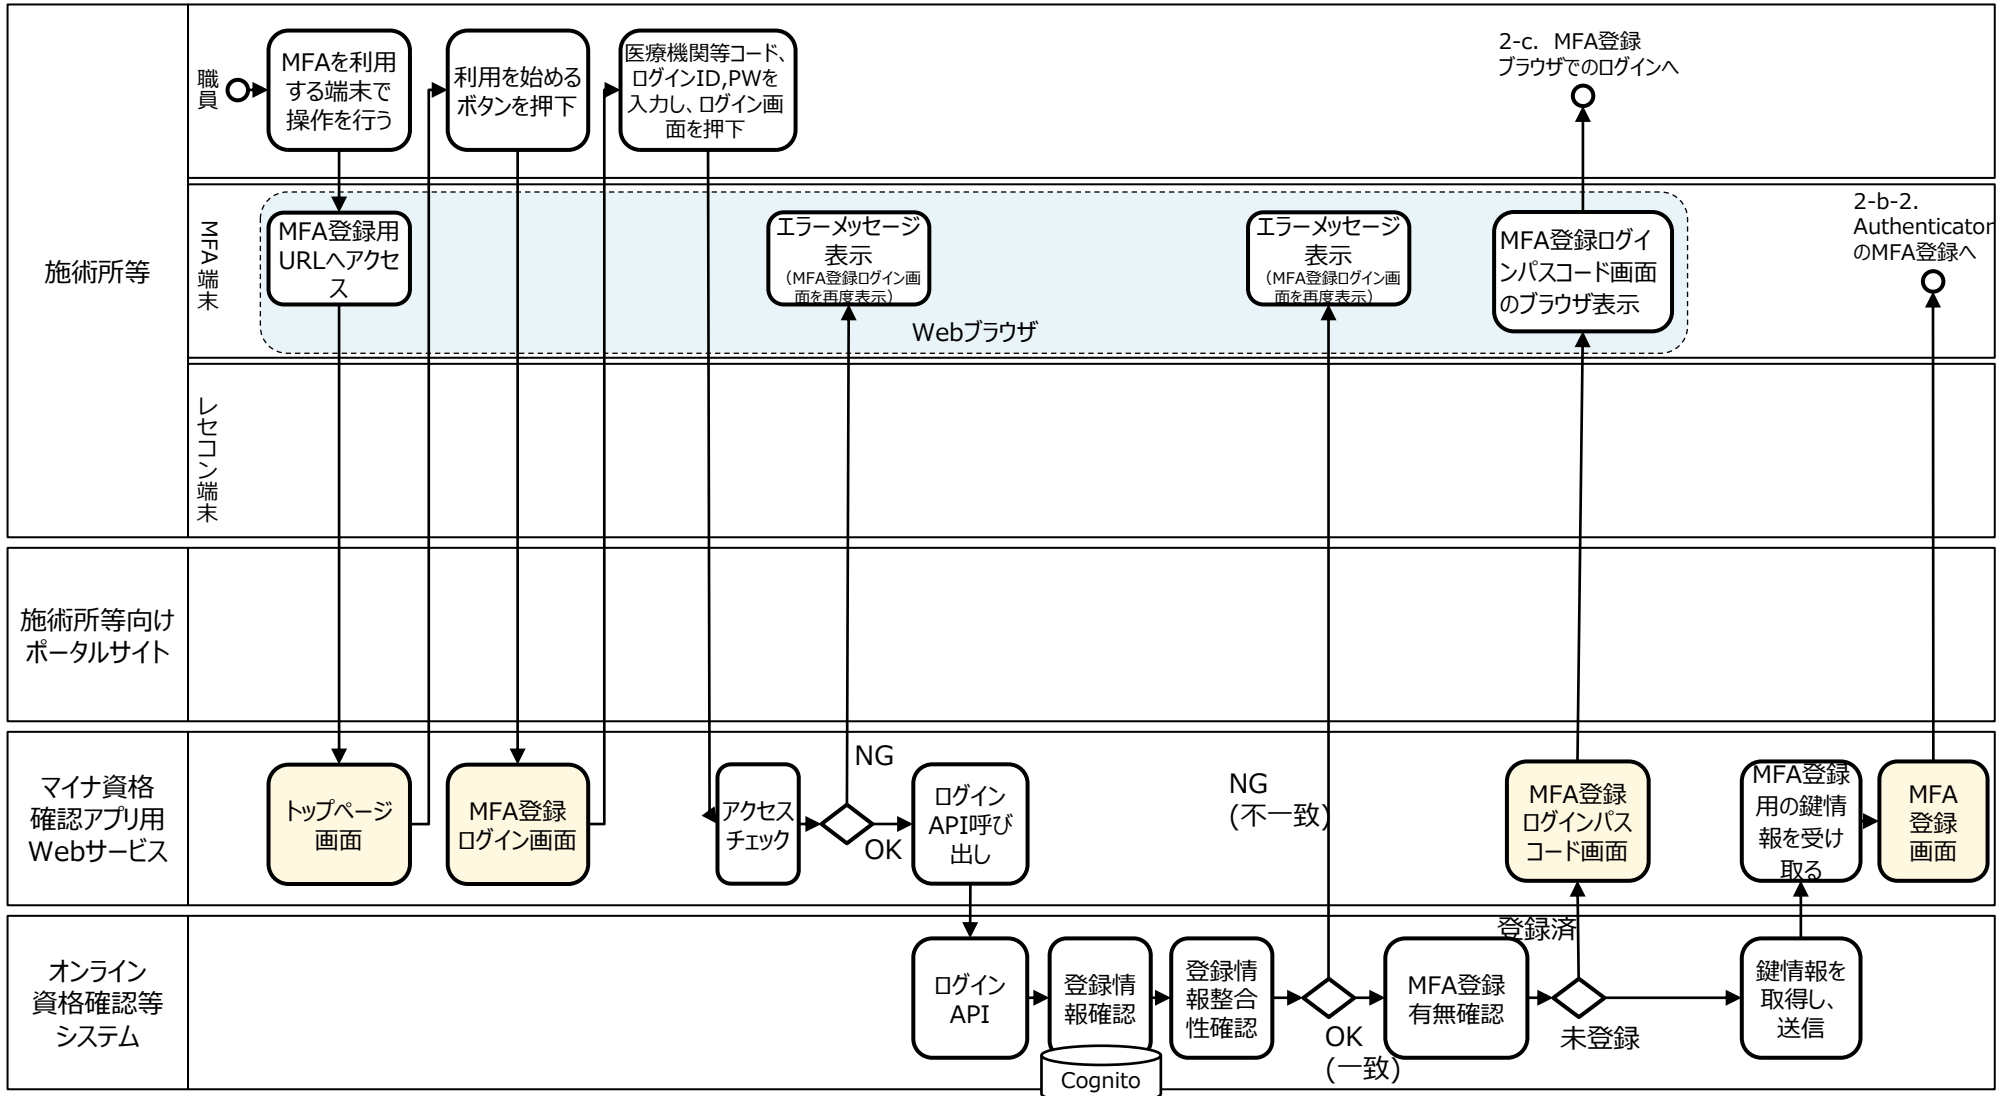 施術所等
職員
MFAを利用
する端末で
操作を行う
利用を始める
ボタンを押下
医療機関等コード、
ログインID,PWを
入力し、ログイン画
面を押下
2-c. MFA登録
ブラウザでのログインへ
MFA端末
MFA登録用
URLへアクセ
ス
エラーメッセージ
表示
（MFA登録ログイン画
面を再度表示）
Webブラウザ
エラーメッセージ
表示
（MFA登録ログイン画
面を再度表示）
MFA登録ログイ
ンパスコード画面
のブラウザ表示
2-b-2.
Authenticator
のMFA登録へ
レセコン端末
施術所等向け
ポータルサイト
マイナ資格
確認アプリ用
Webサービス
トップページ
画面
MFA登録
ログイン画面
アクセス
チェック
NG
OK
ログイン
API呼び
出し
NG
(不一致)
MFA登録
ログインパス
コード画面
MFA登録
用の鍵情
報を受け
取る
MFA
登録
画面
オンライン
資格確認等
システム
ログイン
API
登録情
報確認
Cognito
登録情
報整合
性確認
OK
(一致)
MFA登録
有無確認
登録済
未登録
鍵情報を
取得し、
送信